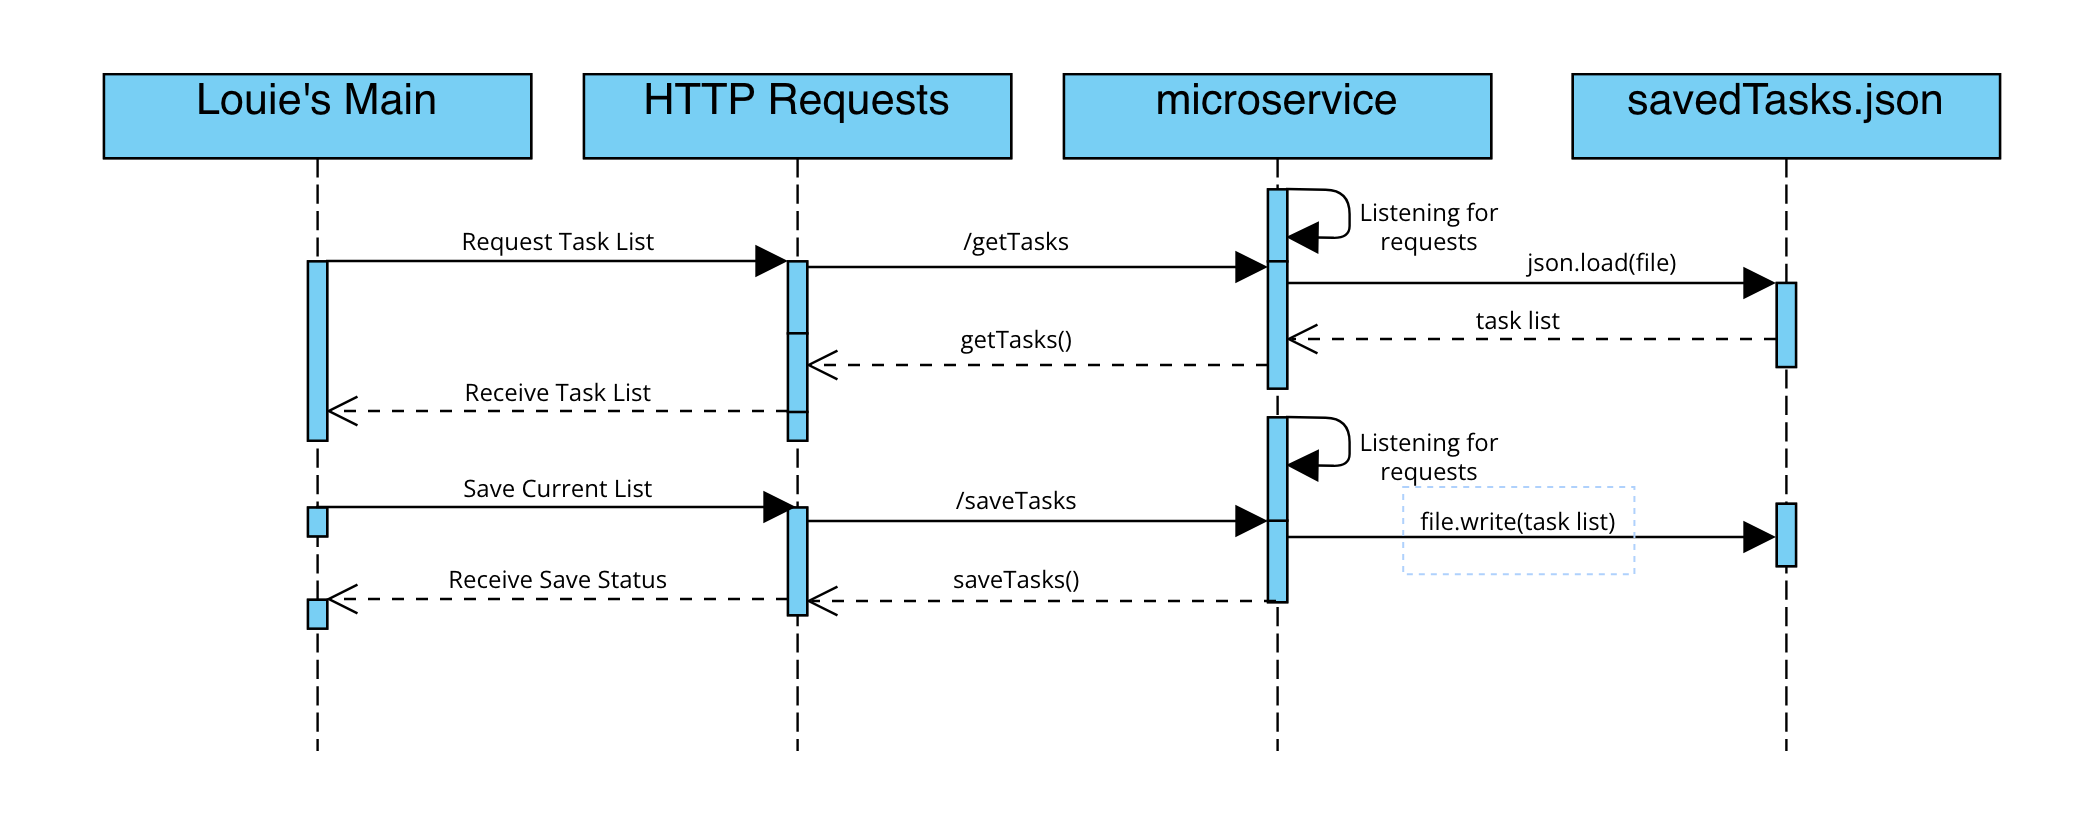 Louie's Main
HTTP Requests
microservice
savedTasks.json
Listening for
requests
Request Task List
/getTasks
json.load(file)
task list
getTasks()
Receive Task List
Listening for
requests
Save Current List
/saveTasks
file.write(task list)
Receive Save Status
saveTasks()